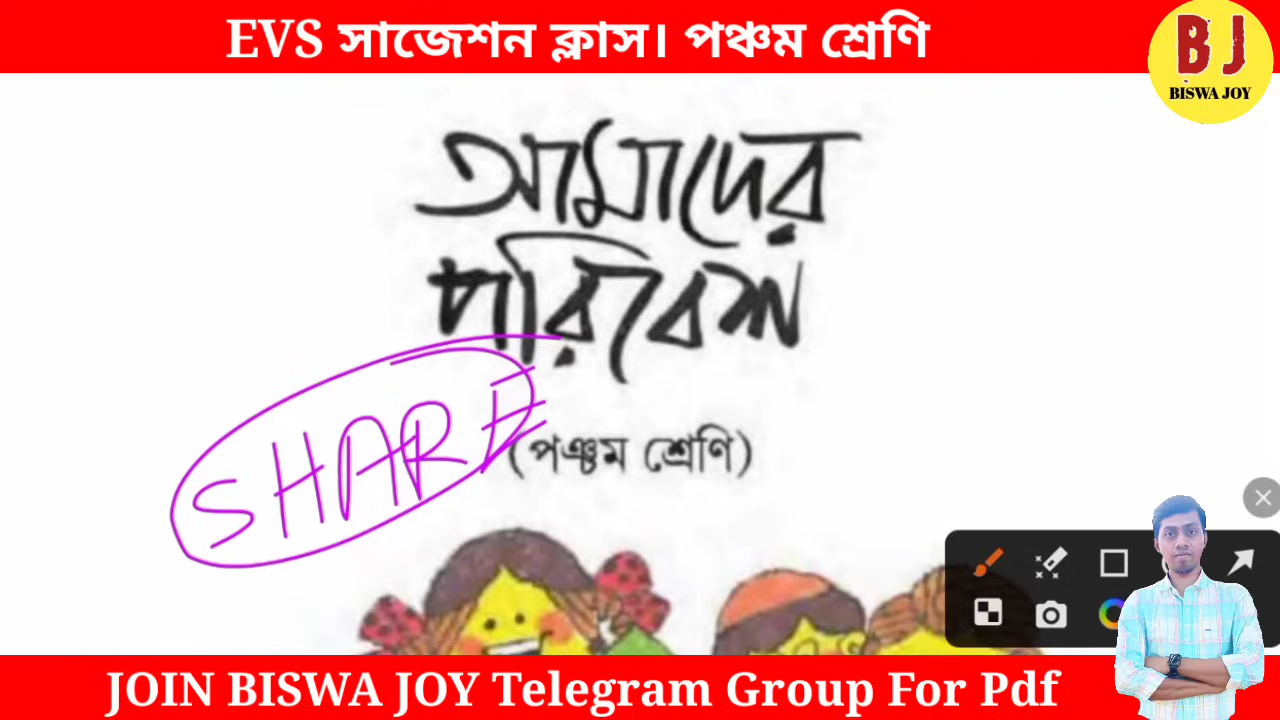 EVS সাজেশন ক্লাস। পঞ্চম শ্রেণি
BJ
BISWA JOY
আমাদের
পরিবেশ
SHARE
(পঞ্চম শ্রেণি)
JOIN BISWA JOY Telegram Group For Pdf